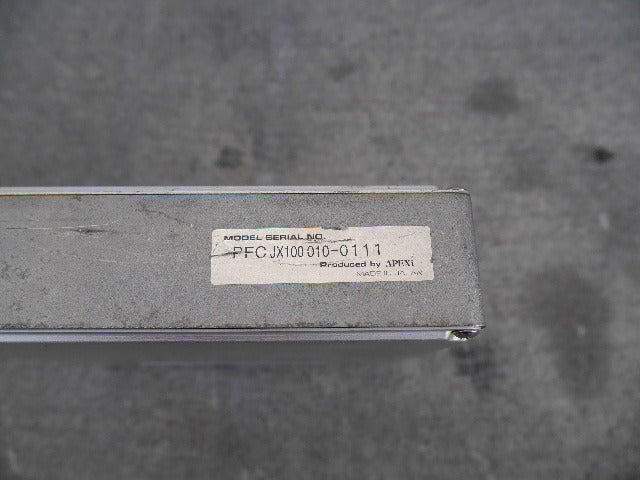 MODEL SERIAL NO.
PFC JX100 010-0111
Produced by APEXi
MADE IN JAPAN